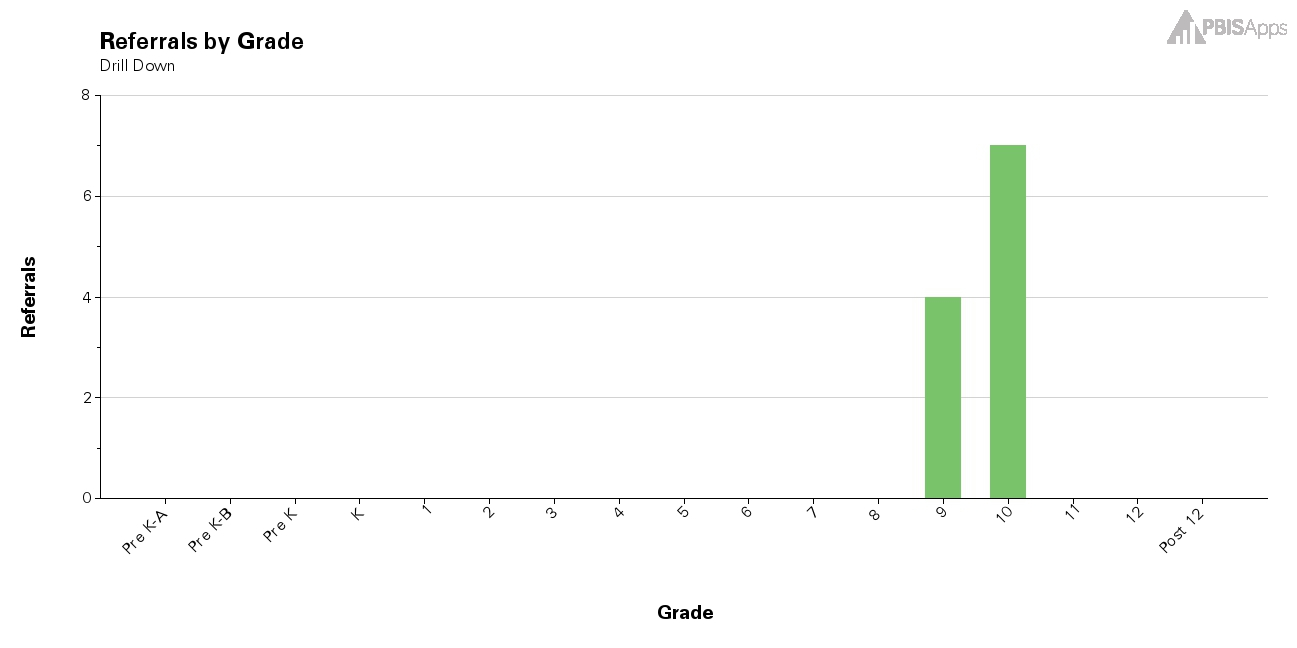 PBISApps
Referrals by Grade
Drill Down
8
6
4
2
0
Referrals
Pre K-A
Pre K-B
Pre K
K
1
2
3
4
5
6
7
8
9
10
11
12
Post 12
Grade